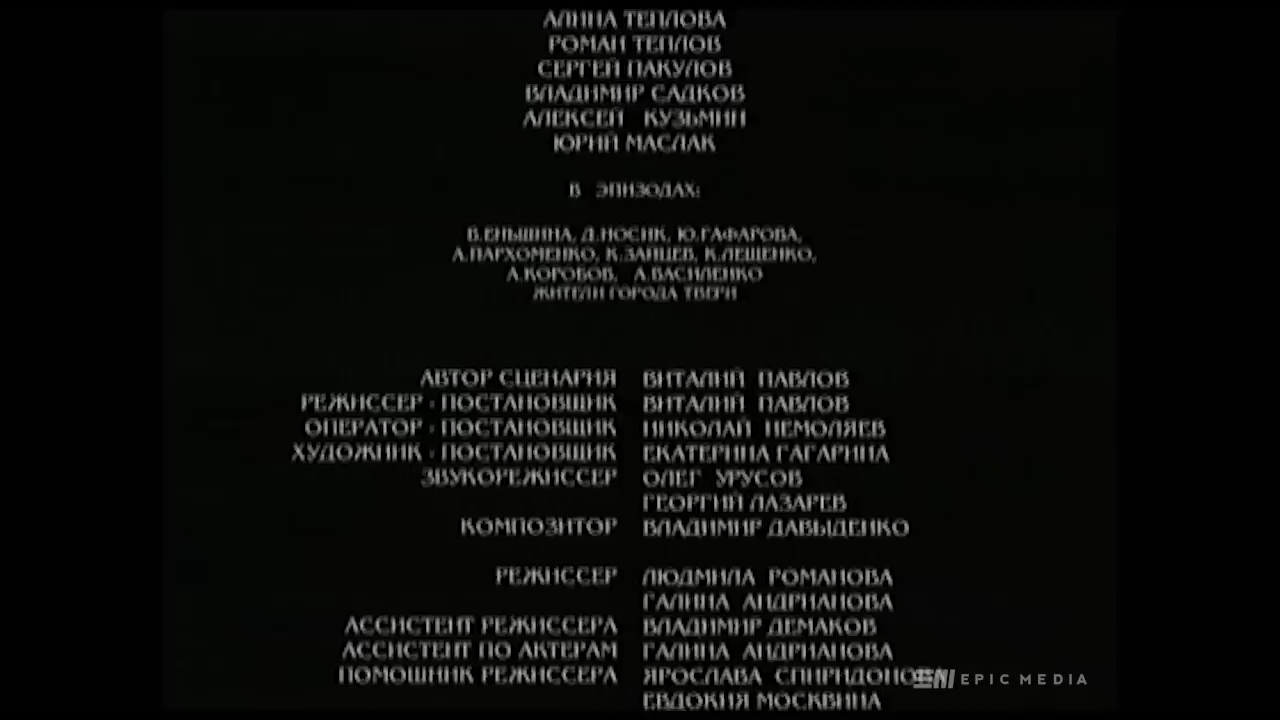 АЛИНА ТЕПЛОВА
РОМАН ТЕПЛОВ
СЕРГЕЙ ПАКУЛОВ
ВЛАДИМИР САДКОВ
АЛЕКСЕЙ КУЗЬМИН
ЮРИЙ МАСЛАК
В ЭПИЗОДАХ:
В.ЕНЬШИНА, Д.НОСИК, Ю.ГАФАРОВА,
А.ПАРХОМЕНКО, К.ЗАЙЦЕВ, К.ЛЕЩЕНКО,
А.КОРОБОВ, А.ВАСИЛЕНКО
ЖИТЕЛИ ГОРОДА ТВЕРИ
АВТОР СЦЕНАРИЯ ВИТАЛИЙ ПАВЛОВ
РЕЖИССЕР - ПОСТАНОВЩИК ВИТАЛИЙ ПАВЛОВ
ОПЕРАТОР - ПОСТАНОВЩИК НИКОЛАЙ НЕМОЛЯЕВ
ХУДОЖНИК - ПОСТАНОВЩИК ЕКАТЕРИНА ГАГАРИНА
ЗВУКОРЕЖИССЕР ОЛЕГ УРУСОВ
ГЕОРГИЙ ЛАЗАРЕВ
КОМПОЗИТОР ВЛАДИМИР ДАВЫДЕНКО
РЕЖИССЕР ЛЮДМИЛА РОМАНОВА
ГАЛИНА АНДРИАНОВА
АССИСТЕНТ РЕЖИССЕРА ВЛАДИМИР ДЕМАКОВ
АССИСТЕНТ ПО АКТЕРАМ ГАЛИНА АНДРИАНОВА
ПОМОШНИК РЕЖИССЕРА ЯРОСЛАВА СПИРИДОНОВА
EPIC MEDIA
ЕВДОКИЯ МОСКВИНА